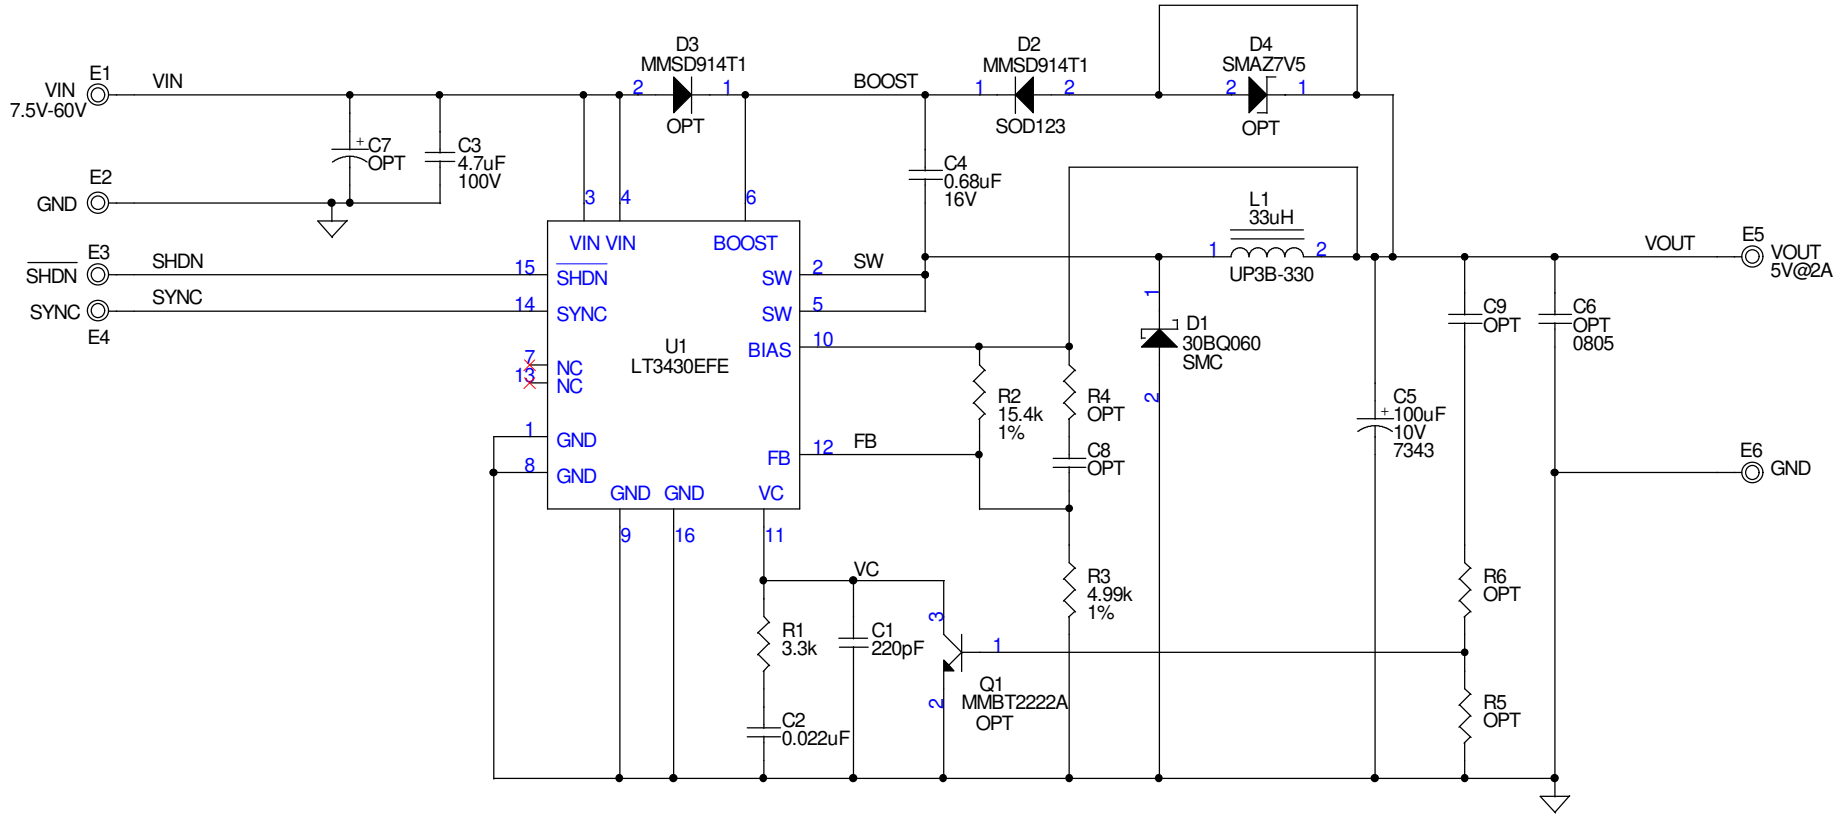 E1
VIN
VIN
7.5V-60V
D3
MMSD914T1
2
1
OPT
BOOST
D2
MMSD914T1
1
2
SOD123
D4
SMAZ7V5
2
1
OPT
+
C7
OPT
C3
4.7uF
100V
C4
0.68uF
16V
E2
GND
3
4
6
VIN
VIN
BOOST
L1
33uH
1
2
UP3B-330
VOUT
E5
VOUT
5V@2A
E3
SHDN
SHDN
15
SHDN
SW
2
SW
SYNC
E4
SYNC
14
SYNC
SW
5
7
NC
13
NC
U1
LT3430EFE
BIAS
10
1
D1
30BQ060
SMC
2
C9
OPT
C6
OPT
0805
R2
15.4k
1%
R4
OPT
C8
OPT
+
C5
100uF
10V
7343
1
GND
8
GND
FB
12
FB
GND
GND
VC
9
16
11
E6
GND
VC
R1
3.3k
C1
220pF
3
1
2
Q1
MMBT2222A
OPT
R3
4.99k
1%
R6
OPT
R5
OPT
C2
0.022uF